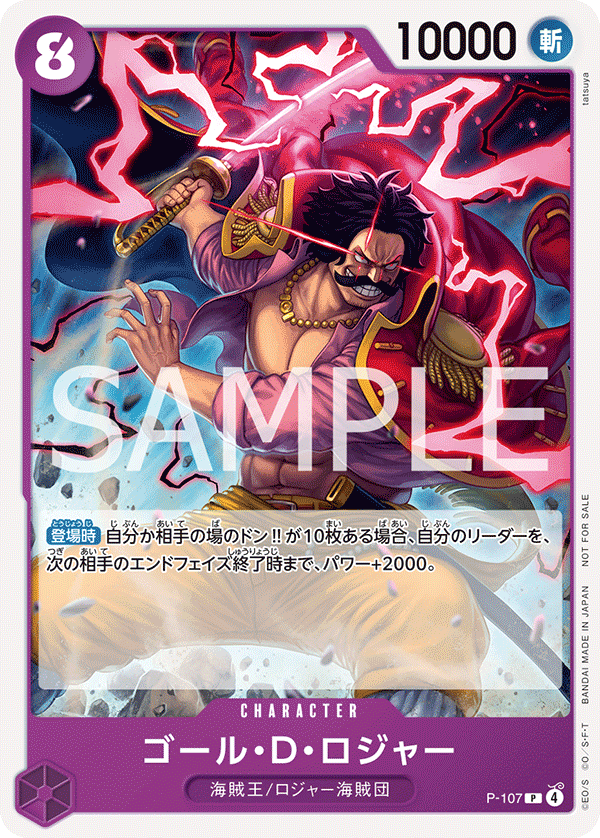 8
10000
斬
tatsuya
SAMPLE
登場時 自分か相手の場のドン!!が10枚ある場合、自分のリーダーを、
次の相手のエンドフェイズ終了時まで、パワー+2000。
CHARACTER
ゴール・D・ロジャー
海賊王/ロジャー海賊団
P-107 P 4
©E.O/S ©O/S・F・T BANDAI MADE IN JAPAN NOT FOR SALE